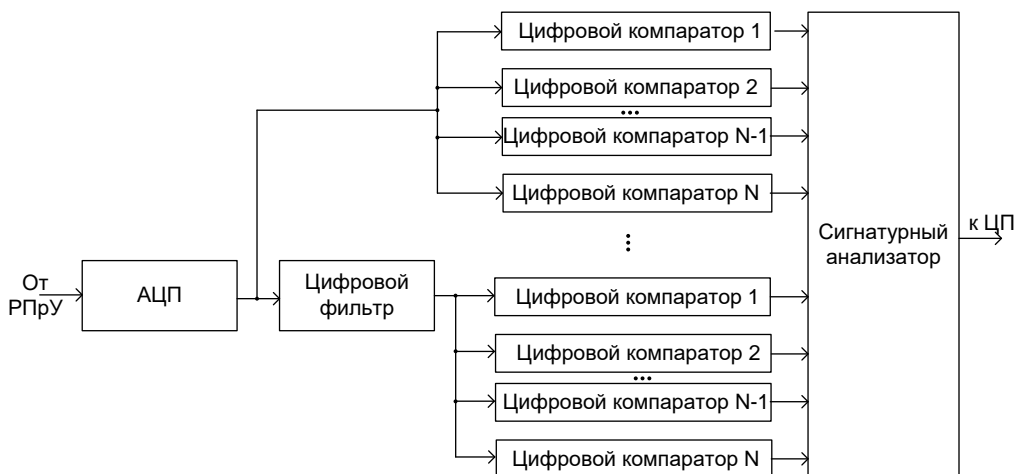 Цифровой компаратор 1
Цифровой компаратор 2
...
Цифровой компаратор N-1
Цифровой компаратор N
...
От
РПрУ
АЦП
Цифровой
фильтр
Цифровой компаратор 1
Цифровой компаратор 2
...
Цифровой компаратор N-1
Цифровой компаратор N
Сигнатурный
анализатор
к ЦП